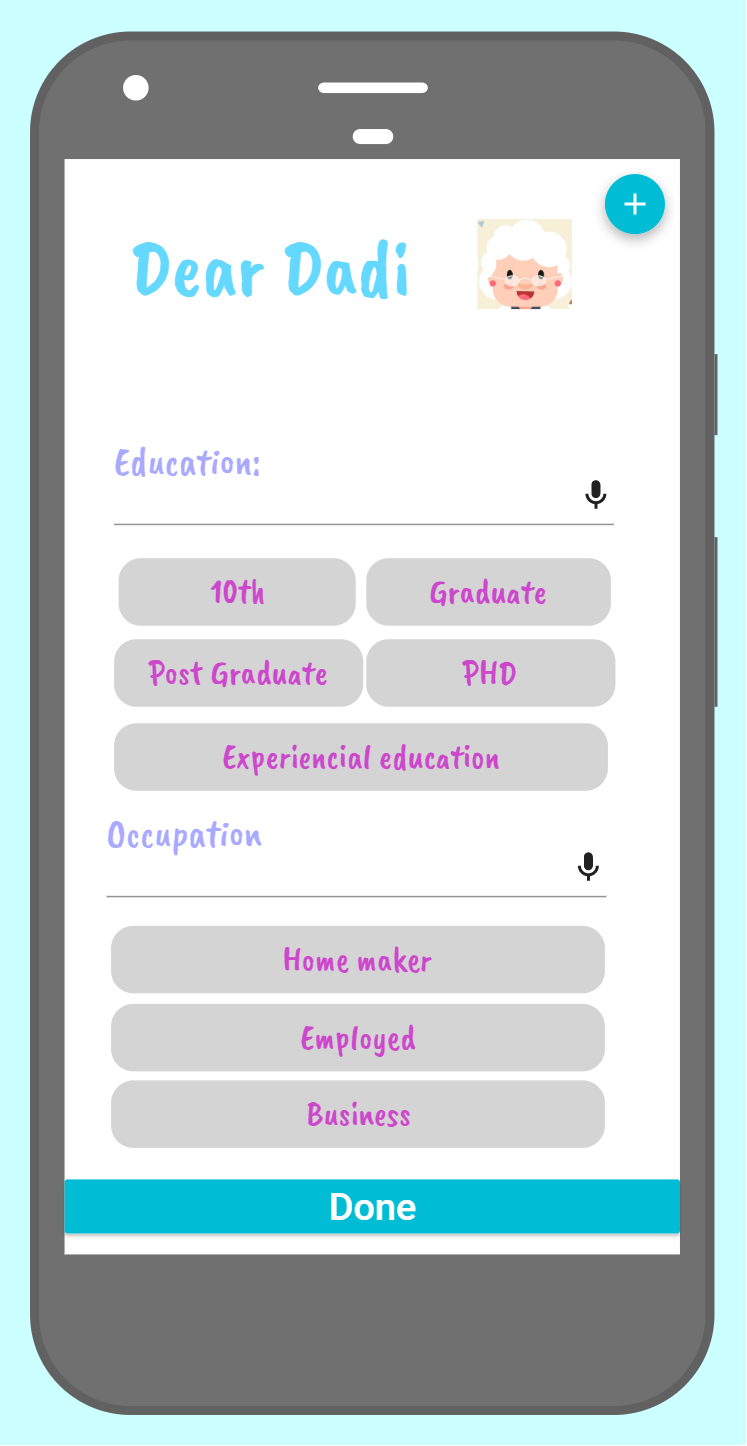 Dear Dadi
Education:
10th
Graduate
Post Graduate
PHD
Experiencial education
Occupation
Home maker
Employed
Business
Done